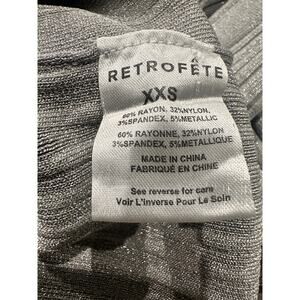 RETROFÊTE
XXS
60% RAYON, 32%NYLON,
3%SPANDEX, 5%METALLIC
60% RAYONNE, 32%NYLON
3%SPANDEX, 5%METALLIQUE
MADE IN CHINA
FABRIQUÉ EN CHINE
See reverse for care
Voir L'inverse Pour Le Soin